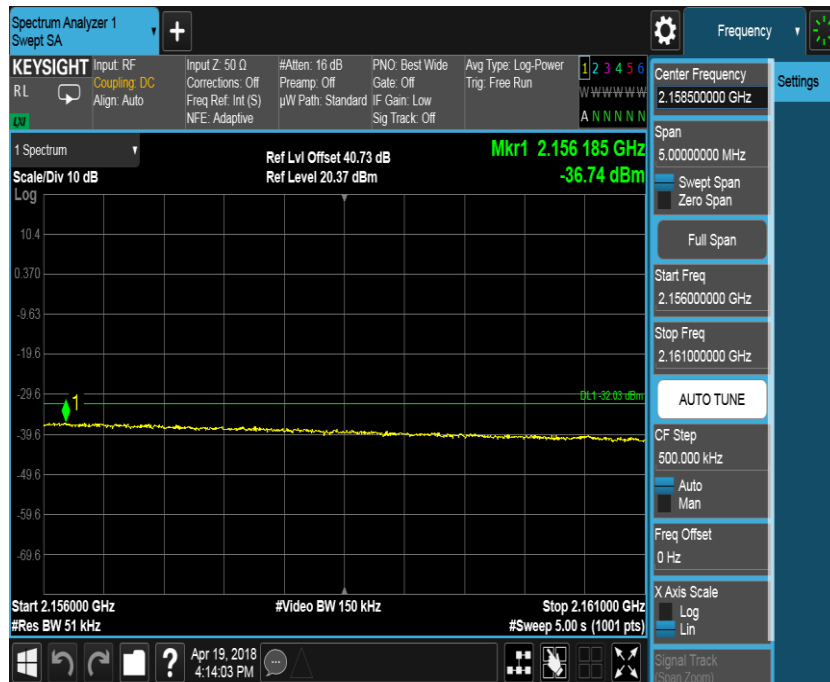 Spectrum Analyzer 1
Swept SA
+
Frequency
KEYSIGHT
RL
LXI
Input: RF
Coupling: DC
Align: Auto
Input Z: 50 Ω
Corrections: Off
Freq Ref: Int (S)
NFE: Adaptive
#Atten: 16 dB
Preamp: Off
µW Path: Standard
PNO: Best Wide
Gate: Off
IF Gain: Low
Sig Track: Off
Avg Type: Log-Power
Trig: Free Run
1 2 3 4 5 6
W W W W W W
A N N N N N
1 Spectrum
Scale/Div 10 dB
Log
Ref Lvl Offset 40.73 dB
Ref Level 20.37 dBm
Mkr1 2.156 185 GHz
-36.74 dBm
10.4
0.370
-9.63
-19.6
-29.6
-39.6
-49.6
-59.6
-69.6
DL1 -32.03 dBm
1
Start 2.156000 GHz
#Res BW 51 kHz
#Video BW 150 kHz
Stop 2.161000 GHz
#Sweep 5.00 s (1001 pts)
?
Apr 19, 2018
4:14:03 PM
Center Frequency
2.158500000 GHz
Span
5.00000000 MHz
Swept Span
Zero Span
Full Span
Start Freq
2.156000000 GHz
Stop Freq
2.161000000 GHz
AUTO TUNE
CF Step
500.000 kHz
Auto
Man
Freq Offset
0 Hz
X Axis Scale
Log
Lin
Signal Track
(Span Zoom)
Settings